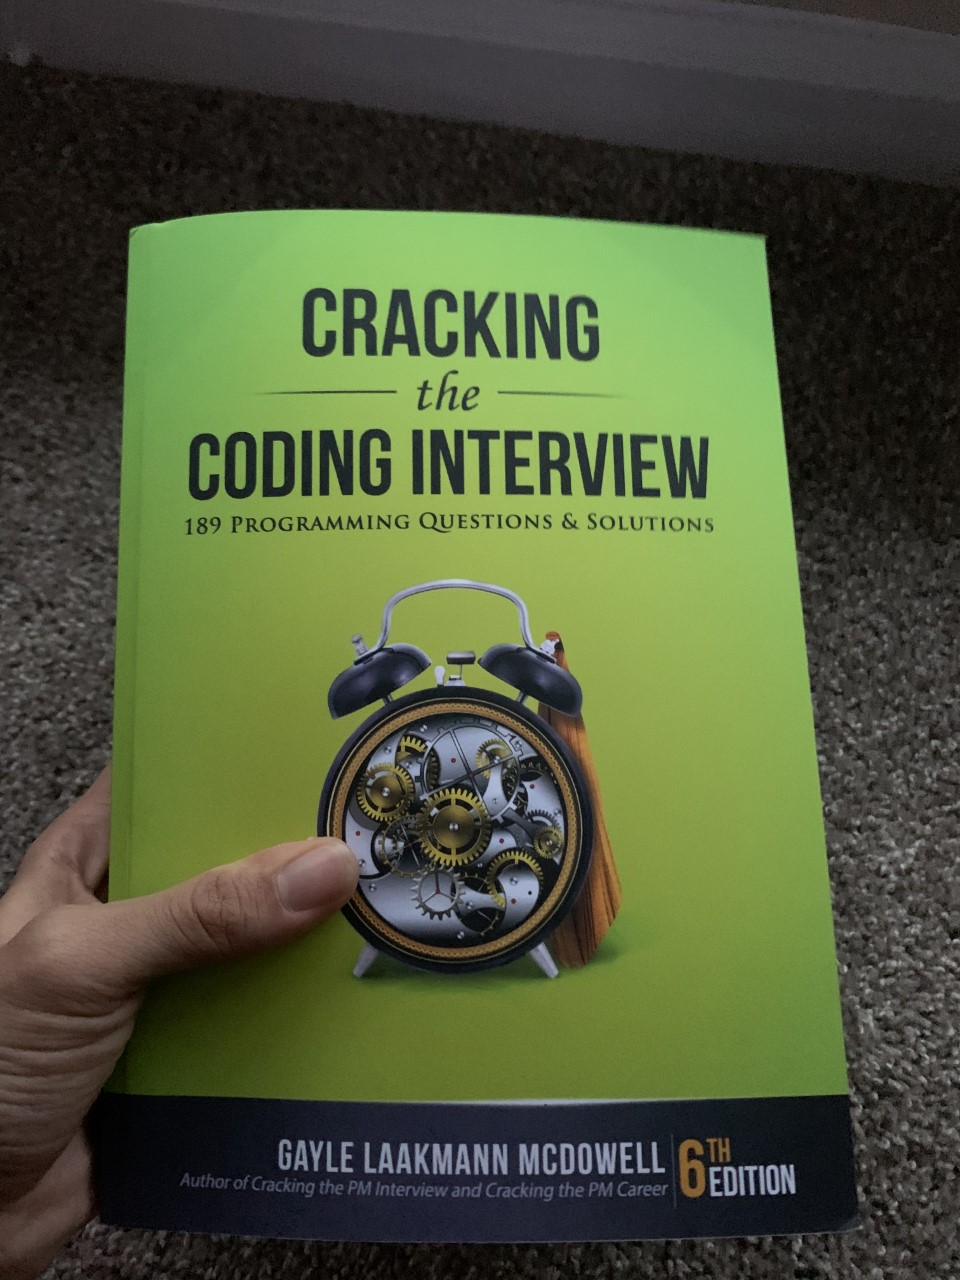 CRACKING
the
CODING INTERVIEW
189 PROGRAMMING QUESTIONS & SOLUTIONS
GAYLE LAAKMANN MCDOWELL
Author of Cracking the PM Interview and Cracking the PM Career
6TH
EDITION